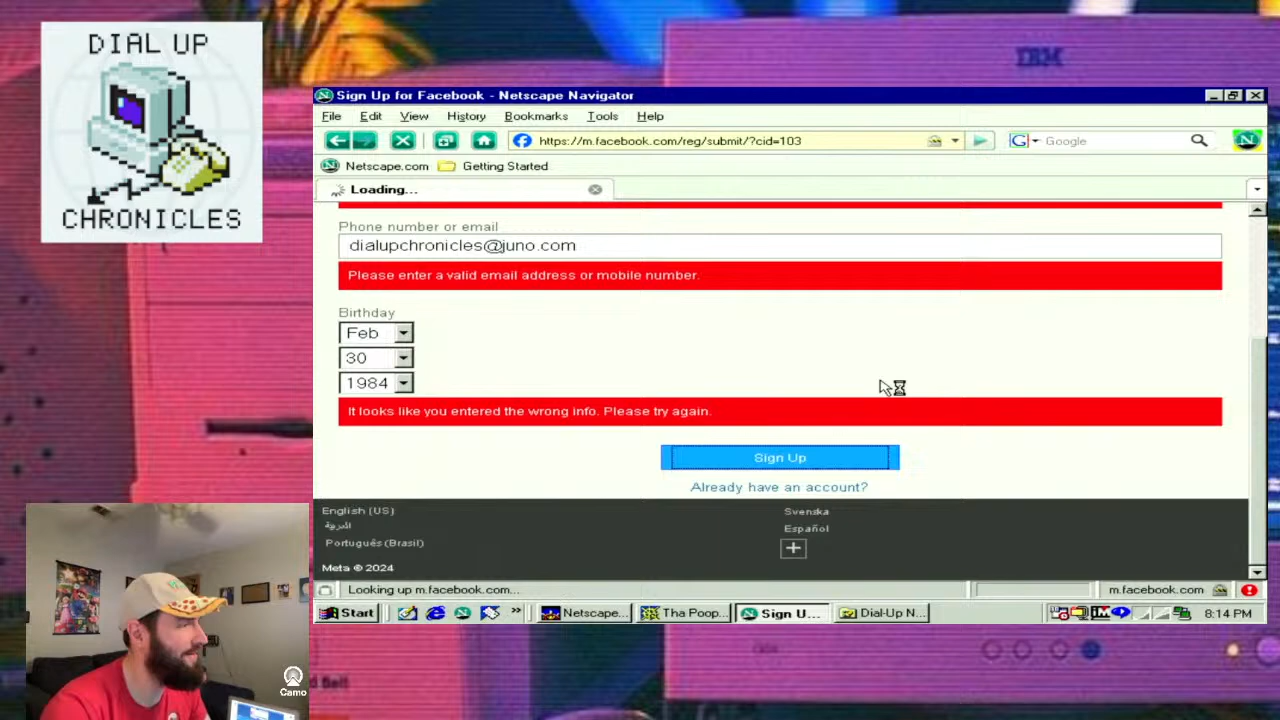 DIAL UP
CHRONICLES
IBM
Sign Up for Facebook - Netscape Navigator
File Edit View History Bookmarks Tools Help
https://m.facebook.com/reg/submit/?cid=103
G Google
N
Netscape.com Getting Started
Loading...
Phone number or email
dialupchronicles@juno.com
Please enter a valid email address or mobile number.
Birthday
Feb
30
1984
It looks like you entered the wrong info. Please try again.
Sign Up
Already have an account?
English (US) Svenska
العربية Español
Português (Brasil) +
Meta © 2024
Looking up m.facebook.com... m.facebook.com
Start » Netscape... Tha Poop... Sign U... Dial-Up N... 8:14 PM
Camo
d Bell